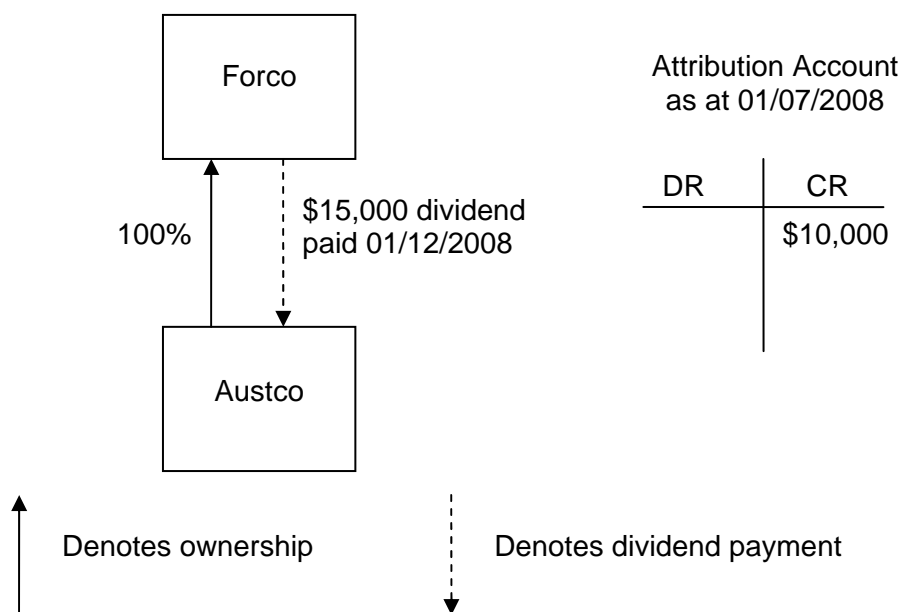 Forco
Attribution Account
as at 01/07/2008
DR CR
$10,000
100%
$15,000 dividend
paid 01/12/2008
Austco
Denotes ownership
Denotes dividend payment